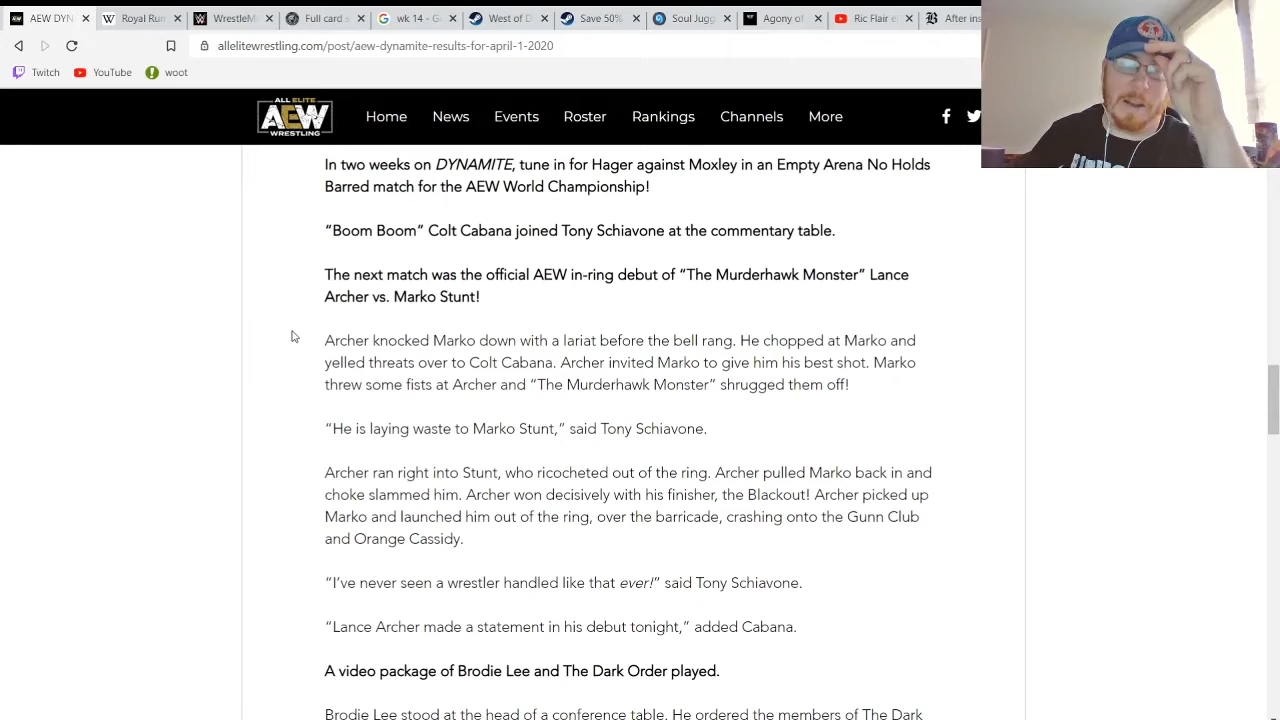 AEW DYN
Royal Run
WrestleM
Full card s
wk 14 - G
West of D
Save 50%
Soul Jugg
Agony of
Ric Flair e
After ins
allelitewrestling.com/post/aew-dynamite-results-for-april-1-2020
Twitch YouTube woot
ALL ELITE
AEW
WRESTLING
Home News Events Roster Rankings Channels More
In two weeks on DYNAMITE, tune in for Hager against Moxley in an Empty Arena No Holds
Barred match for the AEW World Championship!
“Boom Boom” Colt Cabana joined Tony Schiavone at the commentary table.
The next match was the official AEW in-ring debut of “The Murderhawk Monster” Lance
Archer vs. Marko Stunt!
Archer knocked Marko down with a lariat before the bell rang. He chopped at Marko and
yelled threats over to Colt Cabana. Archer invited Marko to give him his best shot. Marko
threw some fists at Archer and “The Murderhawk Monster” shrugged them off!
“He is laying waste to Marko Stunt,” said Tony Schiavone.
Archer ran right into Stunt, who ricocheted out of the ring. Archer pulled Marko back in and
choke slammed him. Archer won decisively with his finisher, the Blackout! Archer picked up
Marko and launched him out of the ring, over the barricade, crashing onto the Gunn Club
and Orange Cassidy.
“I’ve never seen a wrestler handled like that ever!” said Tony Schiavone.
“Lance Archer made a statement in his debut tonight,” added Cabana.
A video package of Brodie Lee and The Dark Order played.
Brodie Lee stood at the head of a conference table. He ordered the members of The Dark